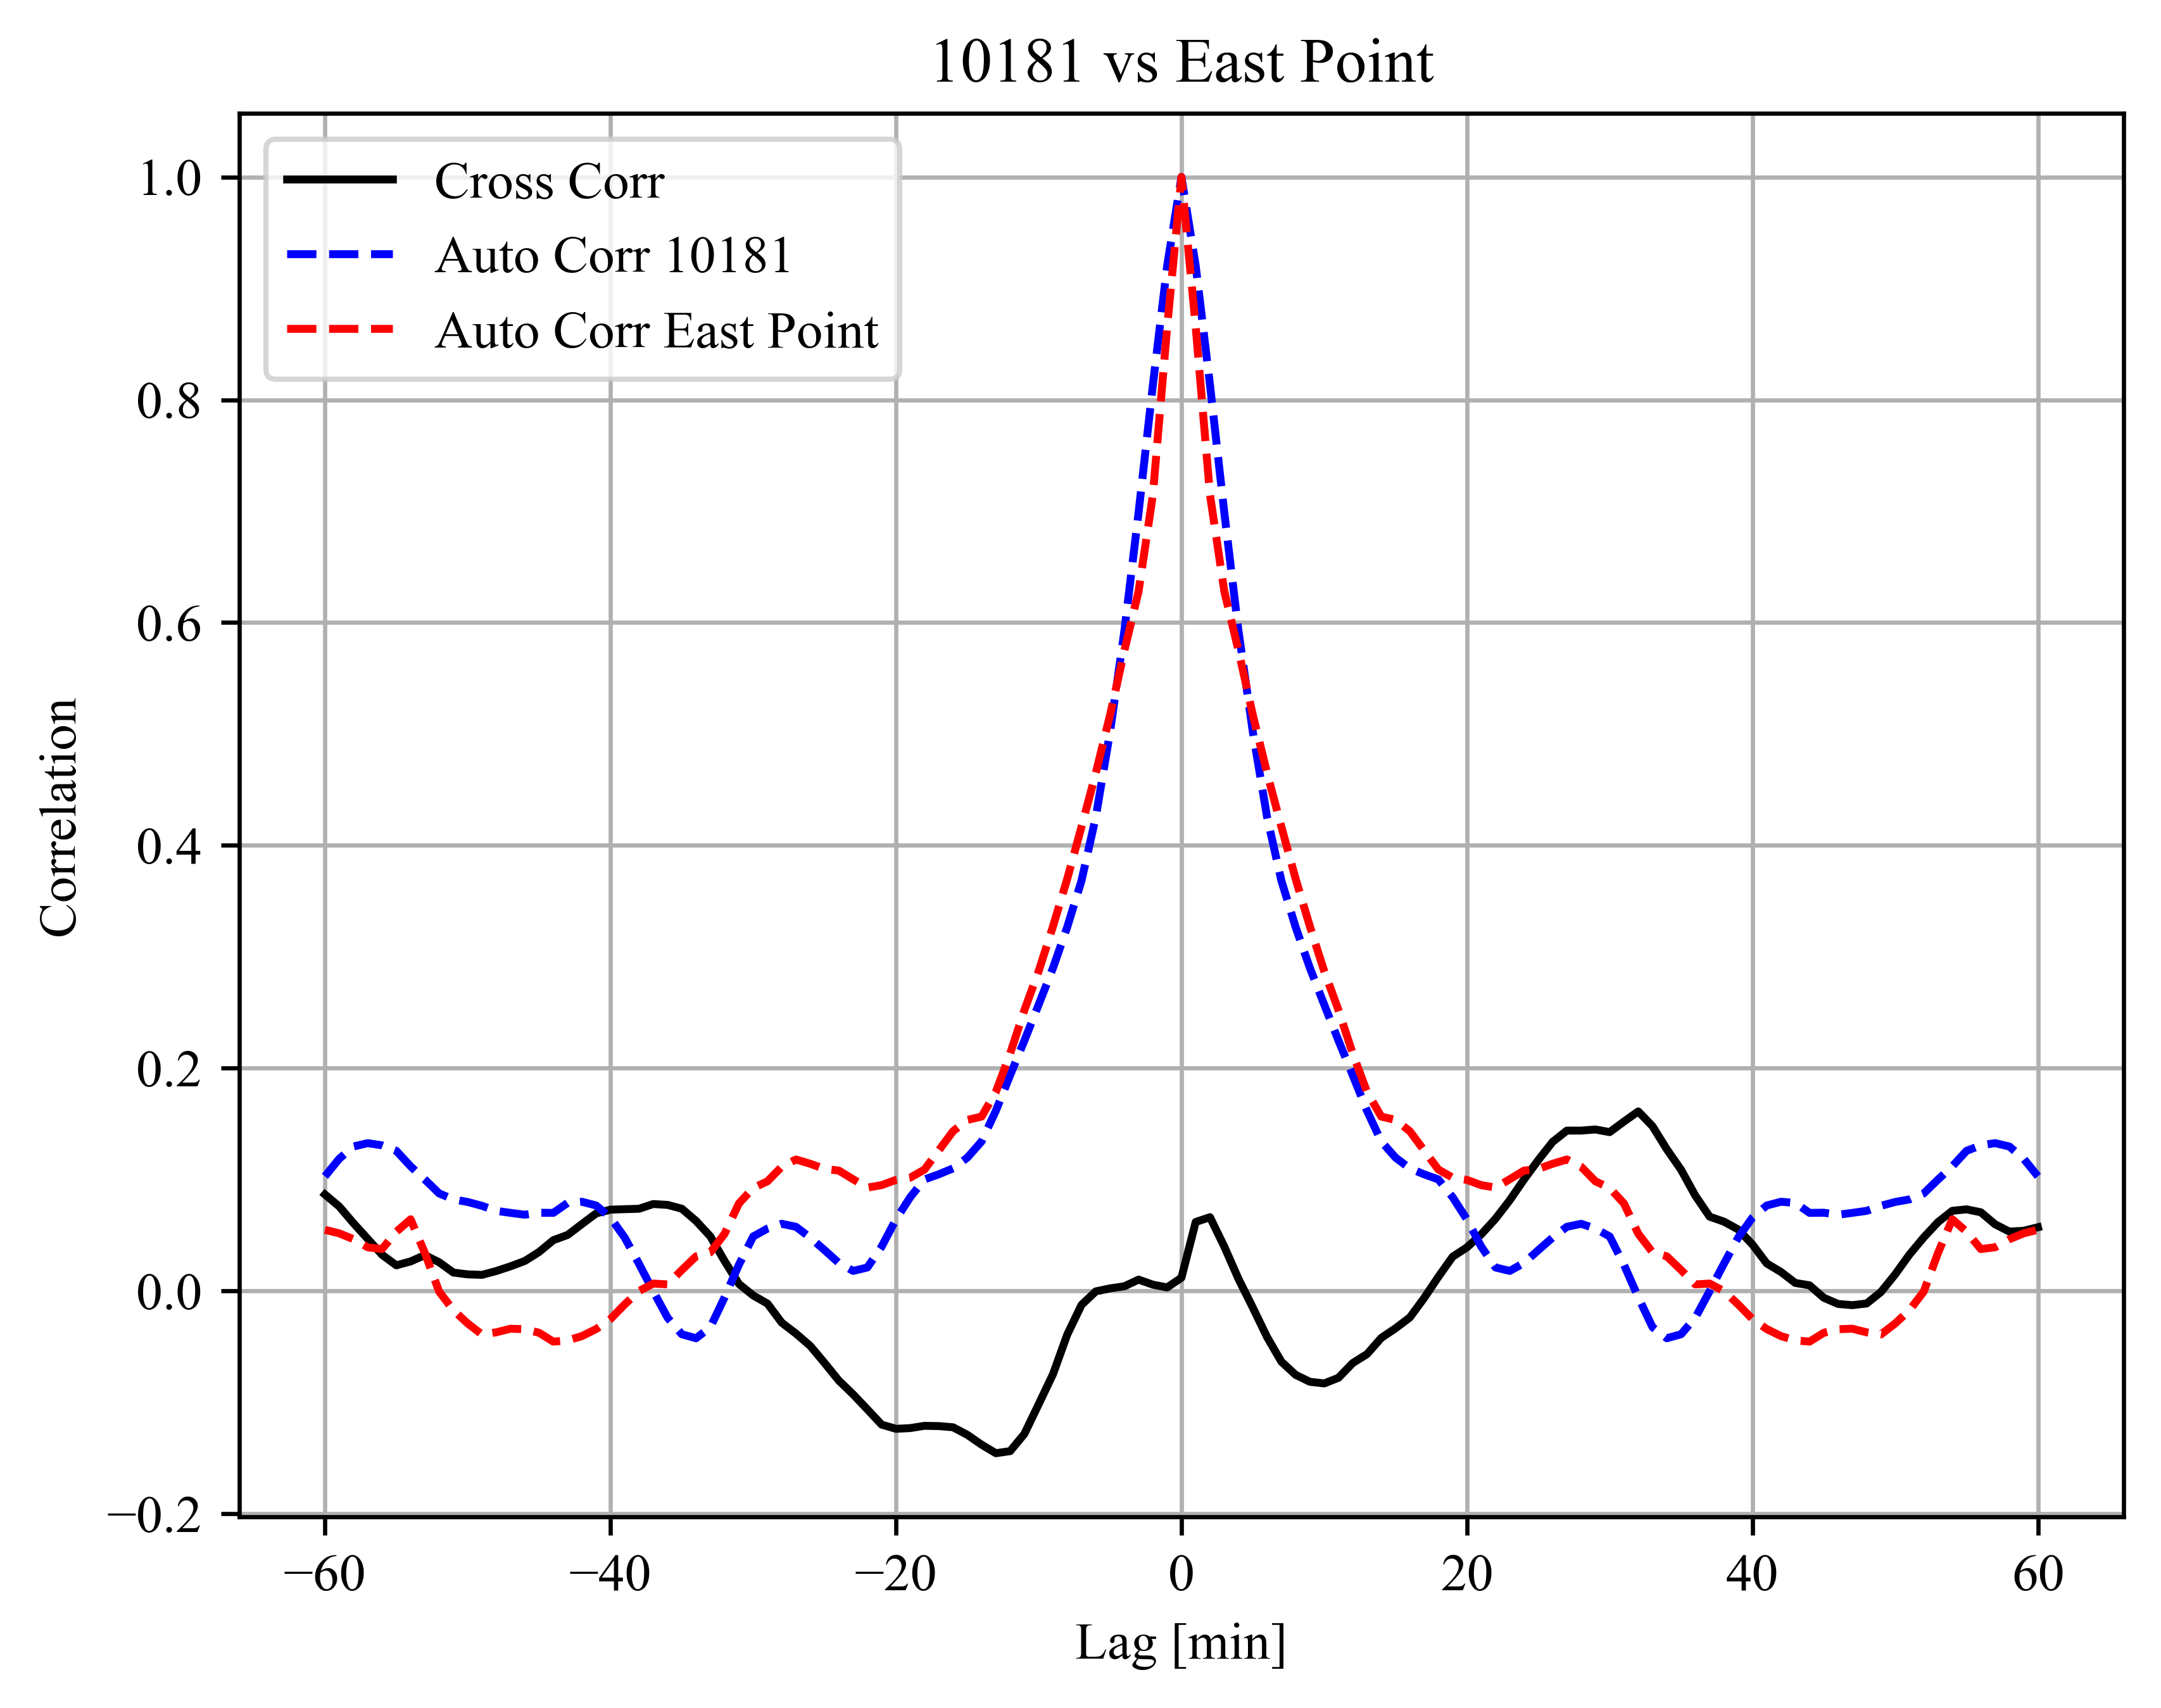 10181 vs East Point
Cross Corr
Auto Corr 10181
Auto Corr East Point
1.0
0.8
0.6
0.4
0.2
0.0
−0.2
Correlation
−60 −40 −20 0 20 40 60
Lag [min]